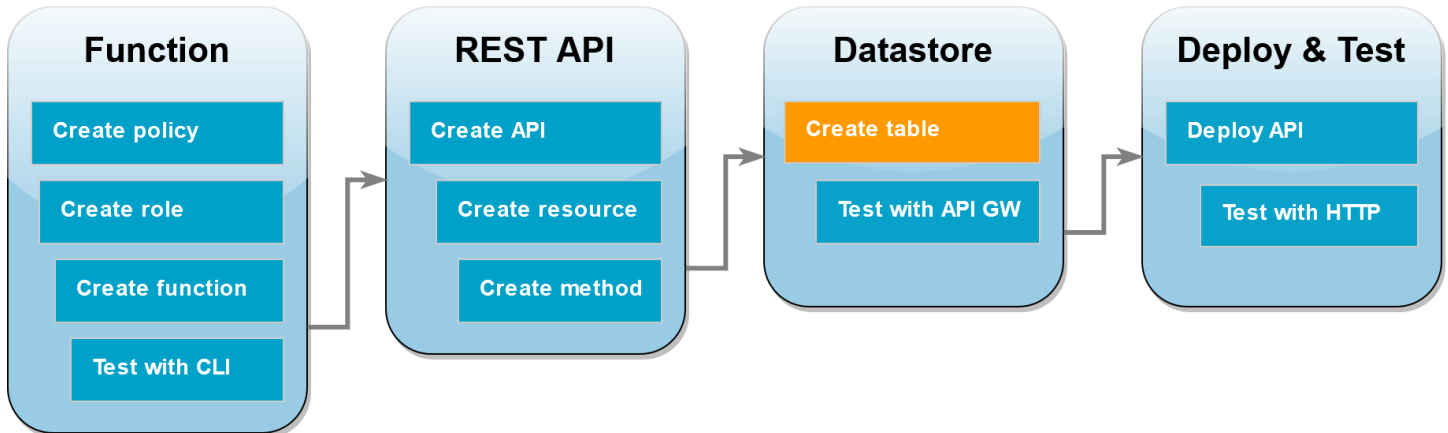 Function
Create policy
Create role
Create function
Test with CLI
REST API
Create API
Create resource
Create method
Datastore
Create table
Test with API GW
Deploy & Test
Deploy API
Test with HTTP